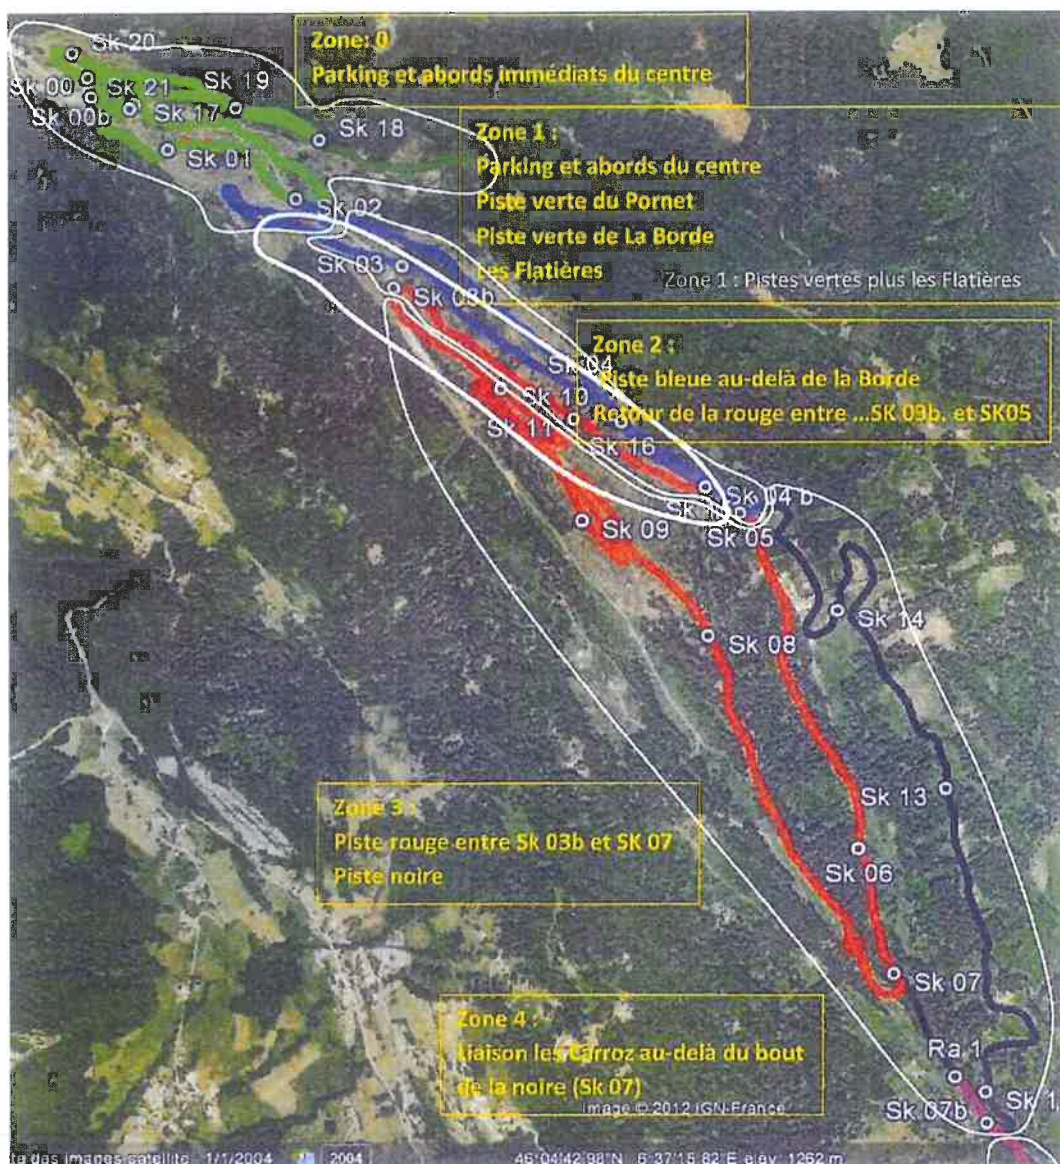 Zone: 0
Parking et abords immédiats du centre
Sk 20
Sk 00
Sk 21
Sk 19
Sk 00b
Sk 17
Sk 18
Sk 01
Sk 02
Zone 1 :
Parking et abords du centre
Piste verte du Pornet
Piste verte de La Borde
Les Flatières
Zone 1 : Pistes vertes plus les Flatières
Sk 03
Sk 03b
Zone 2 :
Piste bleue au-delà de la Borde
Retour de la rouge entre ...SK 03b. et SK05
Sk 04
Sk 10
Sk 11
Sk 16
Sk 04 b
Sk 05
Sk 09
Sk 14
Sk 08
Sk 13
Zone 3 :
Piste rouge entre Sk 03b et SK 07
Piste noire
Sk 06
Sk 07
Zone 4 :
Liaison les Carroz au-delà du bout
de la noire (Sk 07)
Ra 1
Sk 1
Sk 07b
Image © 2012 IGN-France
te des images satellite : 1/1/2004
2004
46°04'42.98"N 6°37'15.82"E élév. 1262 m